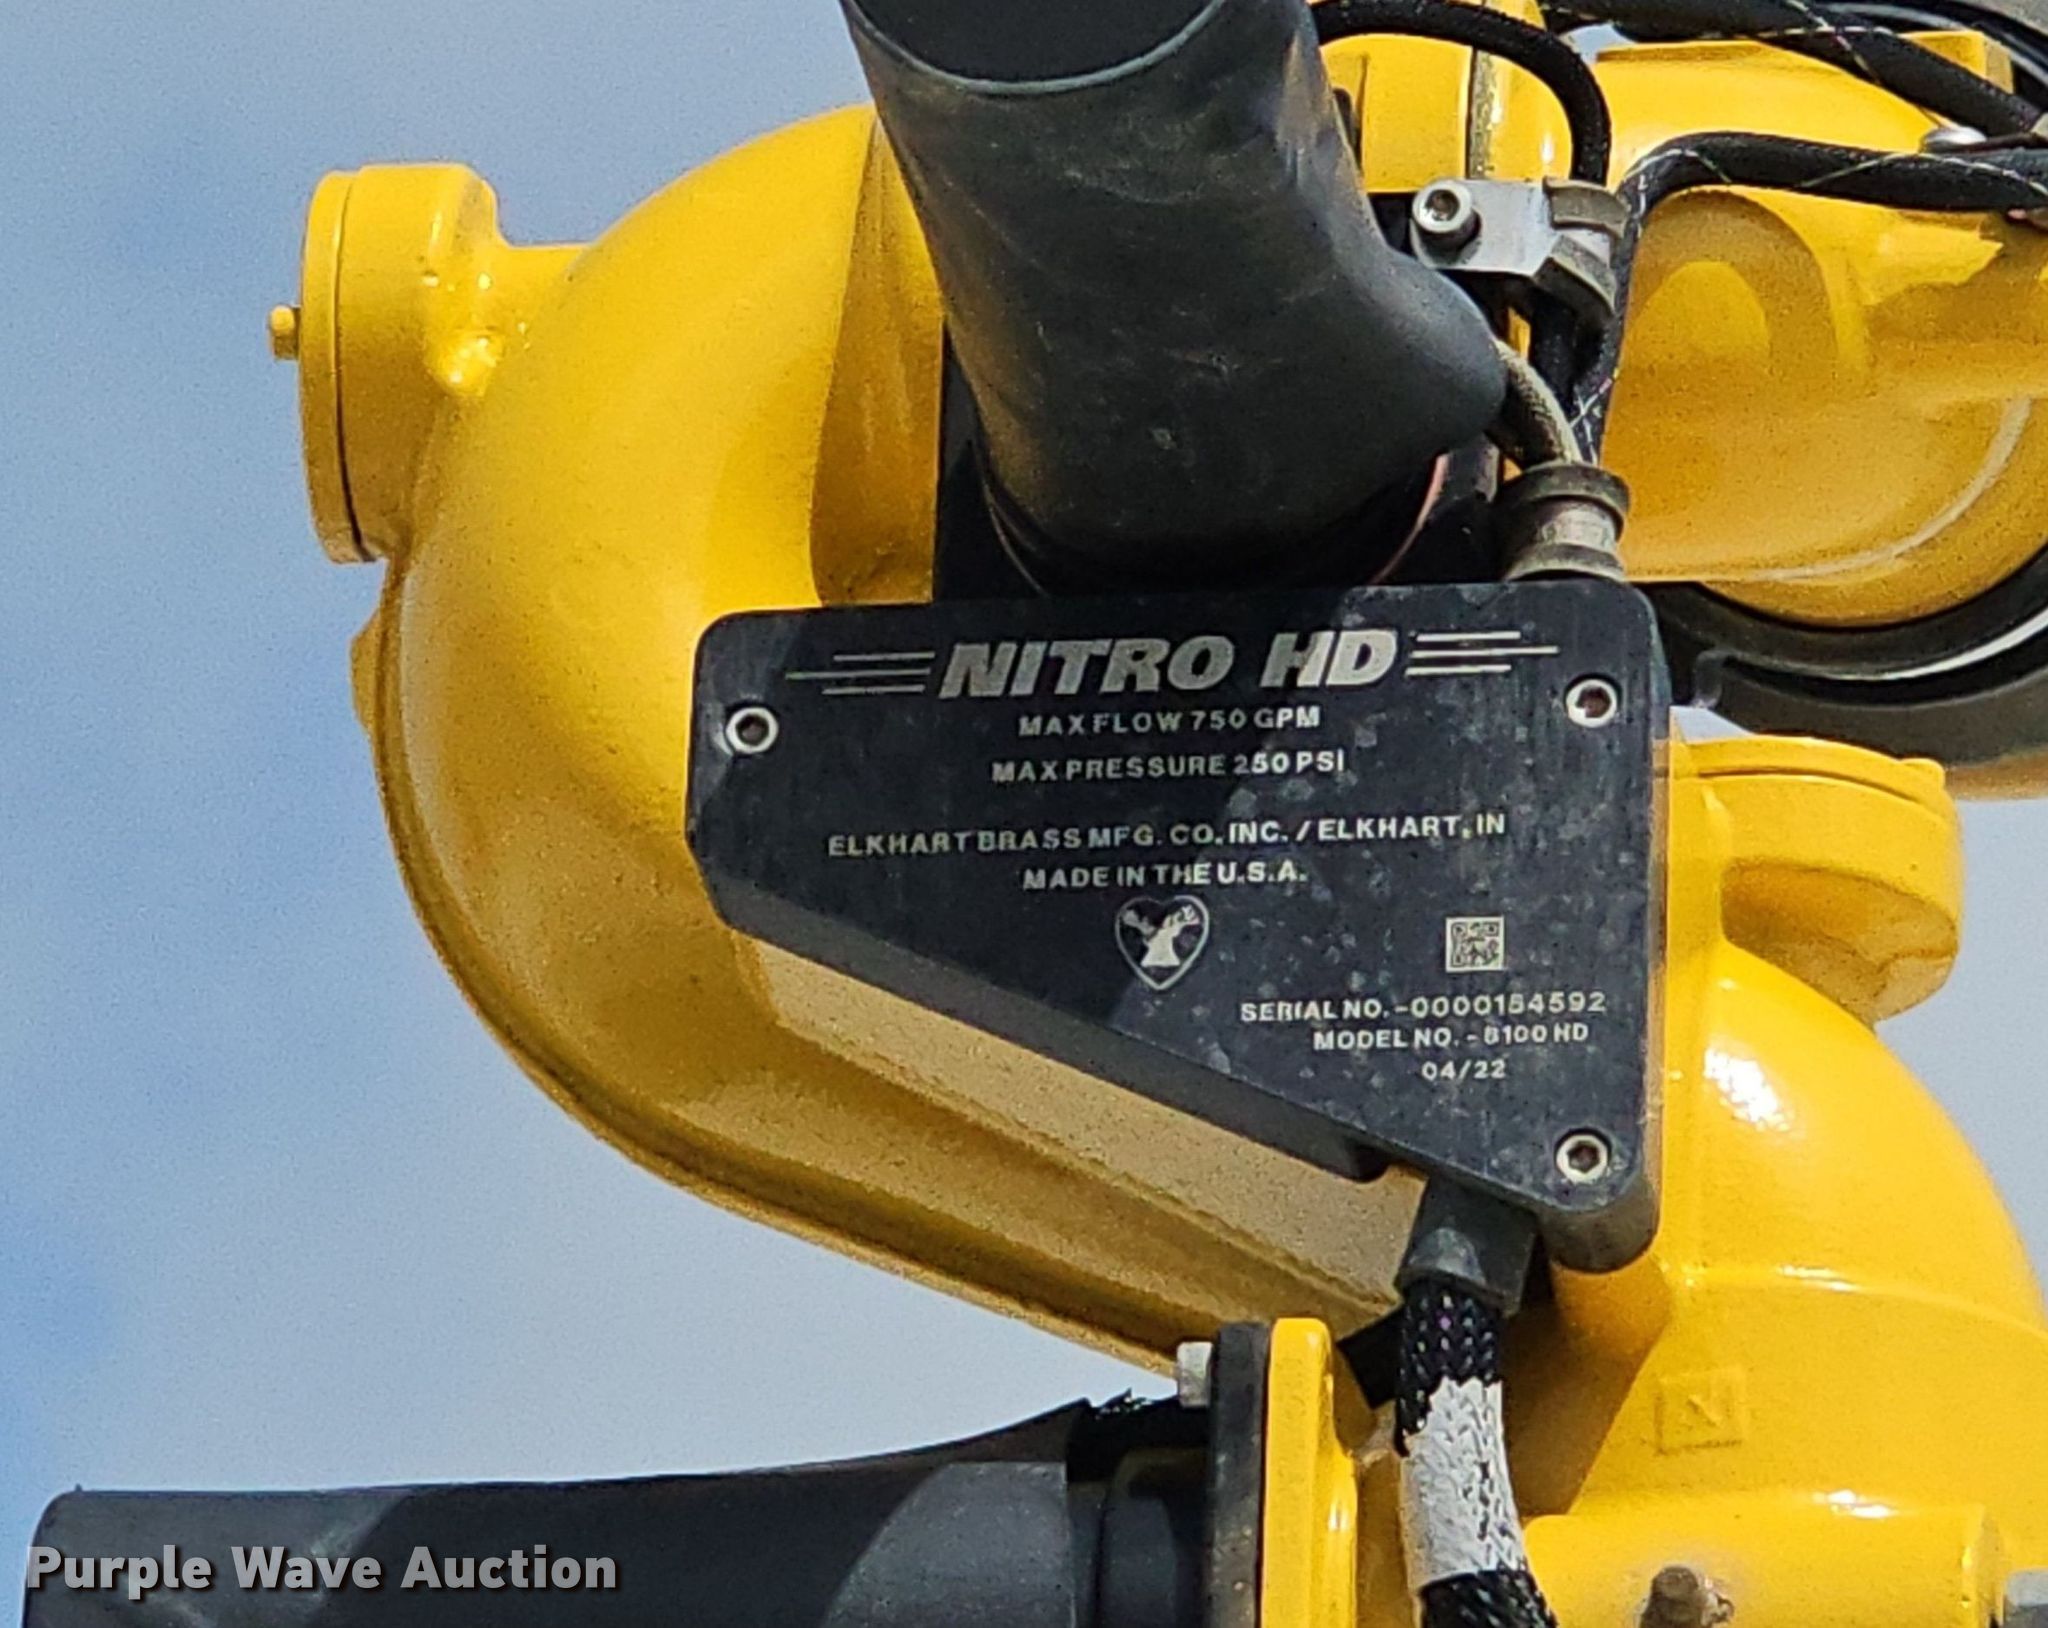 NITRO HD
MAX FLOW 750 GPM
MAX PRESSURE 250 PSI
ELKHART BRASS MFG. CO. INC. / ELKHART, IN
MADE IN THE U.S.A.
SERIAL NO. -0000184592
MODEL NO. - 8100 HD
04/22
Purple Wave Auction